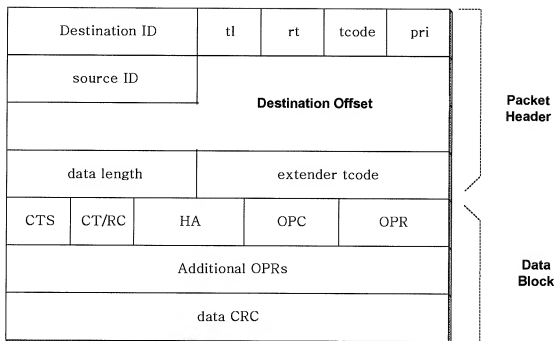 Destination ID tl rt tcode pri
source ID
Destination Offset
Packet
Header
data length extender tcode
CTS CT/RC HA OPC OPR
Additional OPRs
Data
Block
data CRC